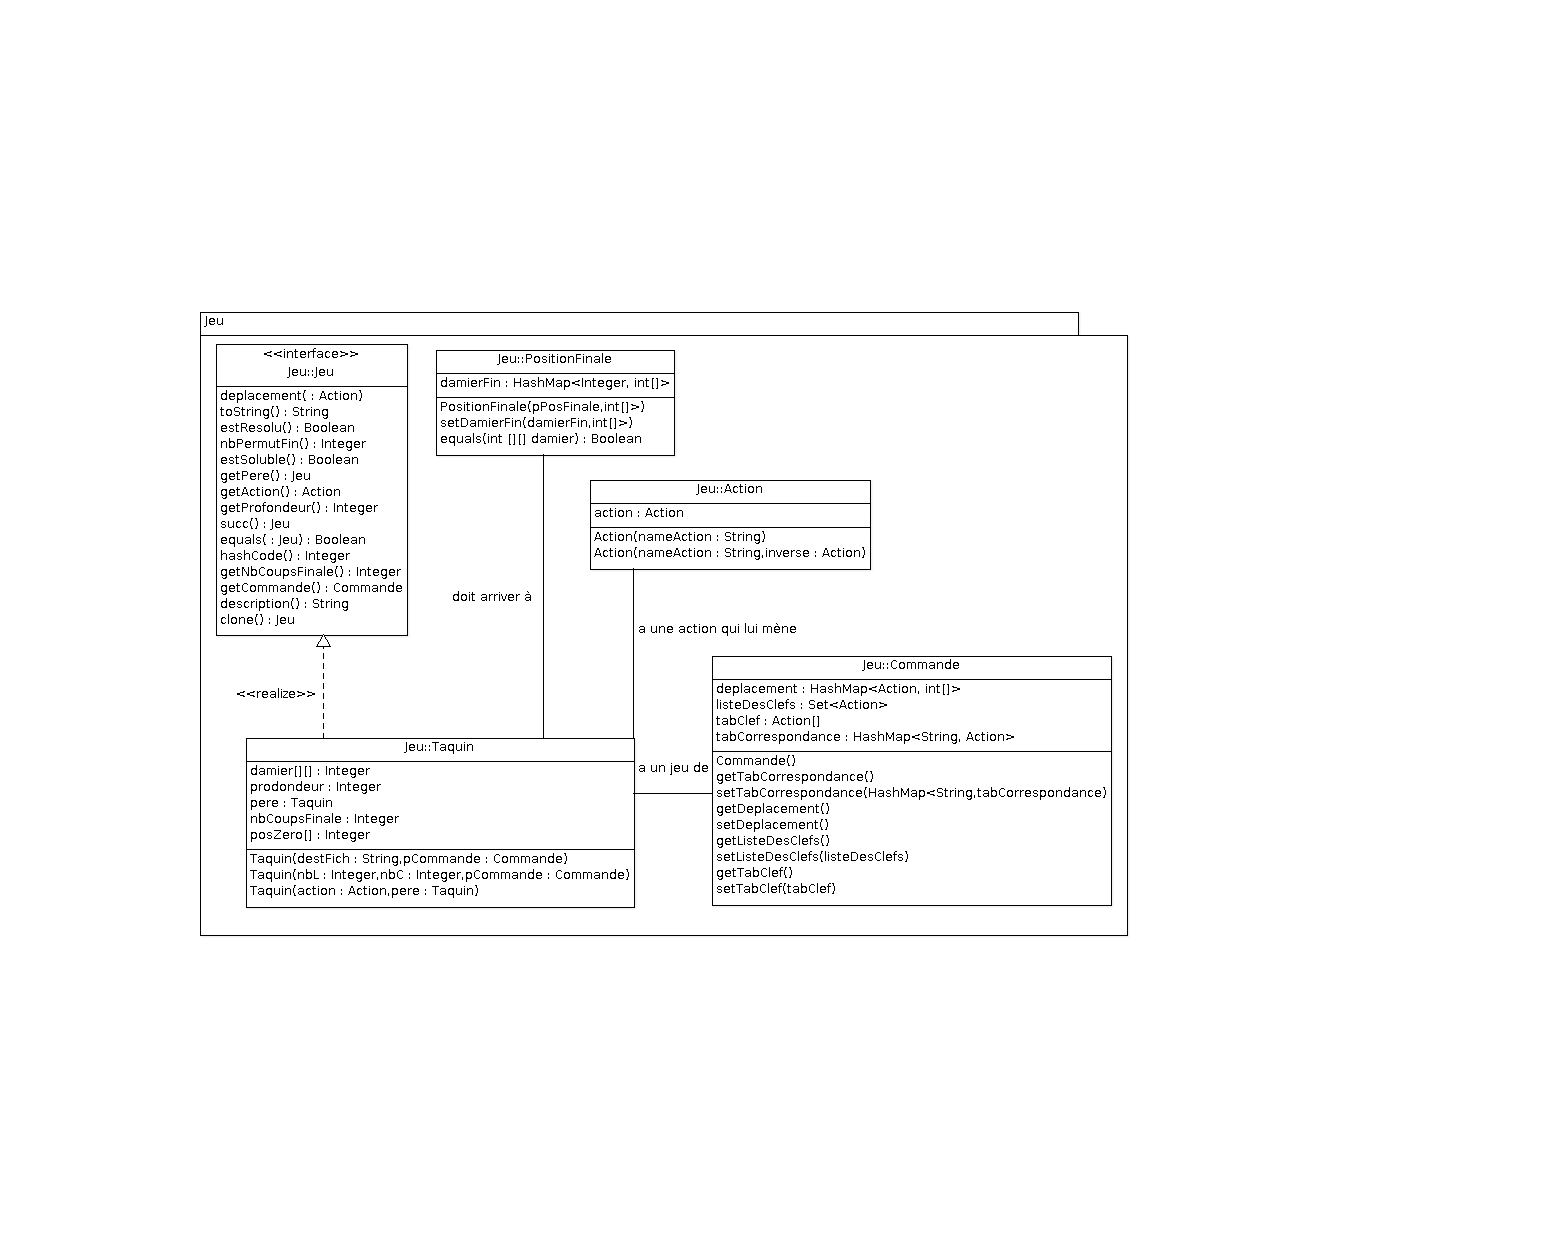 Jeu
<<interface>>
Jeu::Jeu
deplacement( : Action)
toString() : String
estResolu() : Boolean
nbPermutFin() : Integer
estSoluble() : Boolean
getPere() : Jeu
getAction() : Action
getProfondeur() : Integer
succ() : Jeu
equals( : Jeu) : Boolean
hashCode() : Integer
getNbCoupsFinale() : Integer
getCommande() : Commande
description() : String
clone() : Jeu
Jeu::PositionFinale
damierFin : HashMap<Integer, int[]>
PositionFinale(pPosFinale,int[]>)
setDamierFin(damierFin,int[]>)
equals(int [][] damier) : Boolean
Jeu::Action
action : Action
Action(nameAction : String)
Action(nameAction : String,inverse : Action)
doit arriver à
a une action qui lui mène
<<realize>>
Jeu::Taquin
damier[][] : Integer
prodondeur : Integer
pere : Taquin
nbCoupsFinale : Integer
posZero[] : Integer
Taquin(destFich : String,pCommande : Commande)
Taquin(nbL : Integer,nbC : Integer,pCommande : Commande)
Taquin(action : Action,pere : Taquin)
a un jeu de
Jeu::Commande
deplacement : HashMap<Action, int[]>
listeDesClefs : Set<Action>
tabClef : Action[]
tabCorrespondance : HashMap<String, Action>
Commande()
getTabCorrespondance()
setTabCorrespondance(HashMap<String,tabCorrespondance)
getDeplacement()
setDeplacement()
getListeDesClefs()
setListeDesClefs(listeDesClefs)
getTabClef()
setTabClef(tabClef)